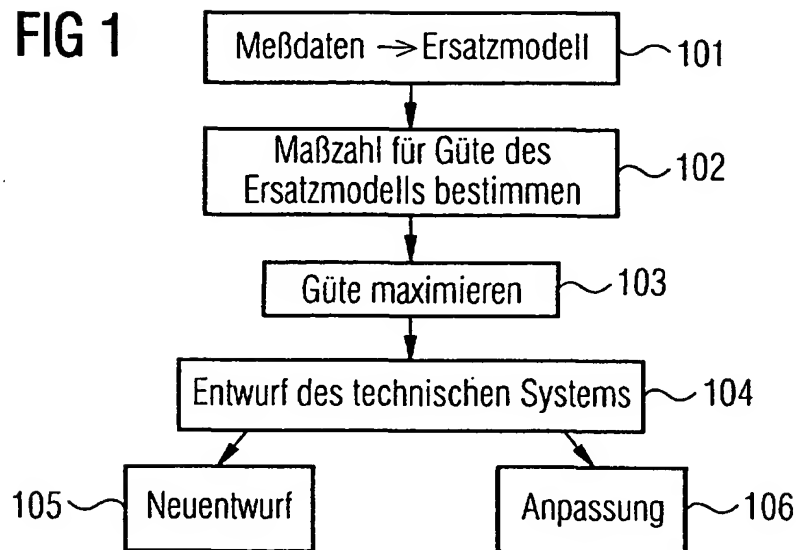 FIG 1
Meßdaten → Ersatzmodell
101
Maßzahl für Güte des
Ersatzmodells bestimmen
102
Güte maximieren
103
Entwurf des technischen Systems
104
105
Neuentwurf
Anpassung
106